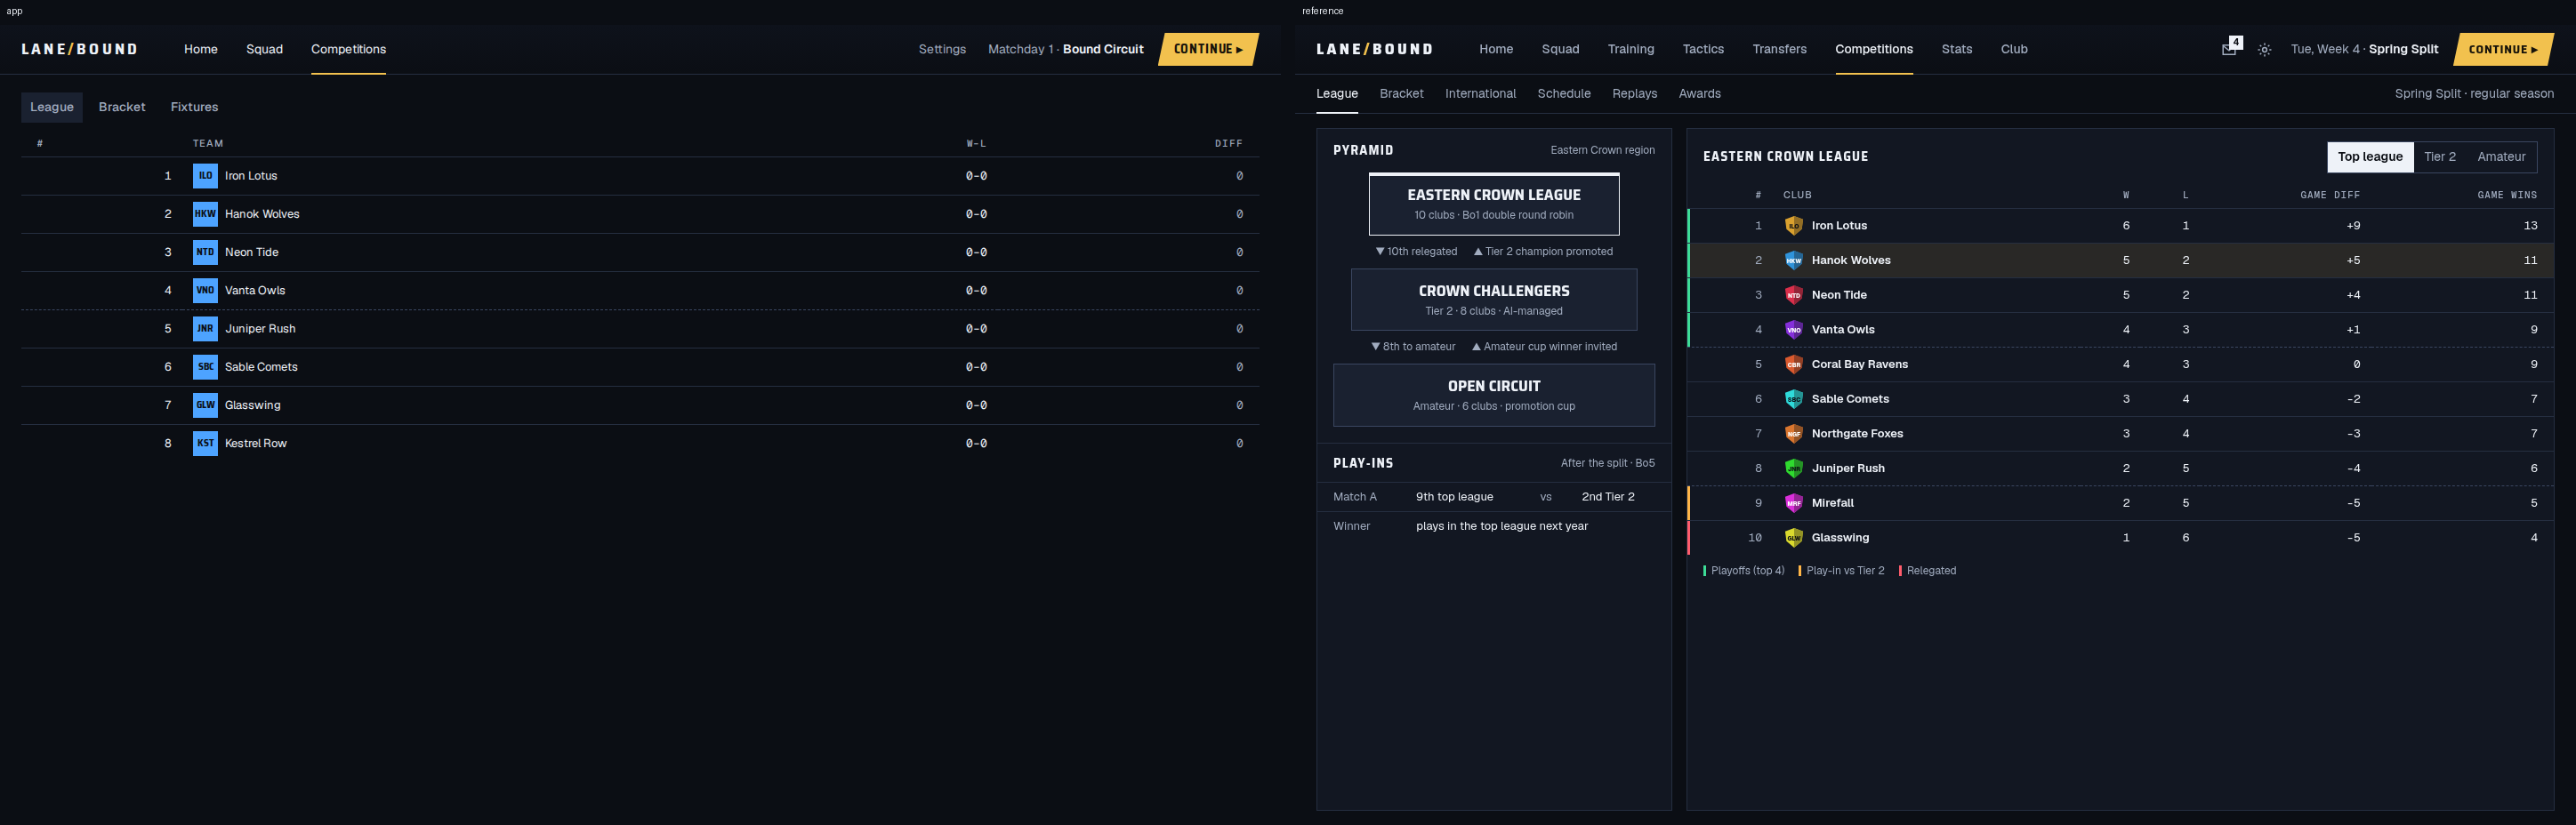 app
LANE/BOUND Home Squad Competitions Settings Matchday 1 · Bound Circuit CONTINUE ▸
League Bracket Fixtures
# TEAM W-L DIFF
1 ILO Iron Lotus 0-0 0
2 HKW Hanok Wolves 0-0 0
3 NTD Neon Tide 0-0 0
4 VNO Vanta Owls 0-0 0
5 JNR Juniper Rush 0-0 0
6 SBC Sable Comets 0-0 0
7 GLW Glasswing 0-0 0
8 KST Kestrel Row 0-0 0
reference
LANE/BOUND Home Squad Training Tactics Transfers Competitions Stats Club 4 Tue, Week 4 · Spring Split CONTINUE ▸
League Bracket International Schedule Replays Awards Spring Split · regular season
PYRAMID Eastern Crown region
EASTERN CROWN LEAGUE
10 clubs · Bo1 double round robin
▼ 10th relegated ▲ Tier 2 champion promoted
CROWN CHALLENGERS
Tier 2 · 8 clubs · AI-managed
▼ 8th to amateur ▲ Amateur cup winner invited
OPEN CIRCUIT
Amateur · 6 clubs · promotion cup
PLAY-INS After the split · Bo5
Match A 9th top league vs 2nd Tier 2
Winner plays in the top league next year
EASTERN CROWN LEAGUE Top league Tier 2 Amateur
# CLUB W L GAME DIFF GAME WINS
1 ILO Iron Lotus 6 1 +9 13
2 HKW Hanok Wolves 5 2 +5 11
3 NTD Neon Tide 5 2 +4 11
4 VNO Vanta Owls 4 3 +1 9
5 CBR Coral Bay Ravens 4 3 0 9
6 SBC Sable Comets 3 4 -2 7
7 NGF Northgate Foxes 3 4 -3 7
8 JNR Juniper Rush 2 5 -4 6
9 MRF Mirefall 2 5 -5 5
10 GLW Glasswing 1 6 -5 4
Playoffs (top 4) Play-in vs Tier 2 Relegated